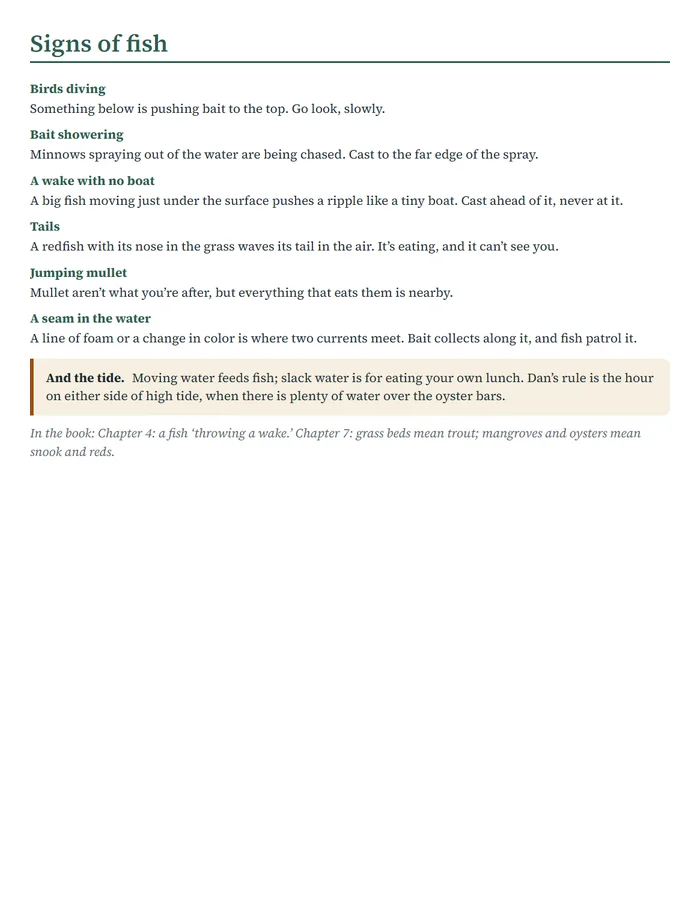 Signs of fish
Birds diving
Something below is pushing bait to the top. Go look, slowly.
Bait showering
Minnows spraying out of the water are being chased. Cast to the far edge of the spray.
A wake with no boat
A big fish moving just under the surface pushes a ripple like a tiny boat. Cast ahead of it, never at it.
Tails
A redfish with its nose in the grass waves its tail in the air. It’s eating, and it can’t see you.
Jumping mullet
Mullet aren’t what you’re after, but everything that eats them is nearby.
A seam in the water
A line of foam or a change in color is where two currents meet. Bait collects along it, and fish patrol it.
And the tide. Moving water feeds fish; slack water is for eating your own lunch. Dan’s rule is the hour
on either side of high tide, when there is plenty of water over the oyster bars.
In the book: Chapter 4: a fish ‘throwing a wake.’ Chapter 7: grass beds mean trout; mangroves and oysters mean
snook and reds.